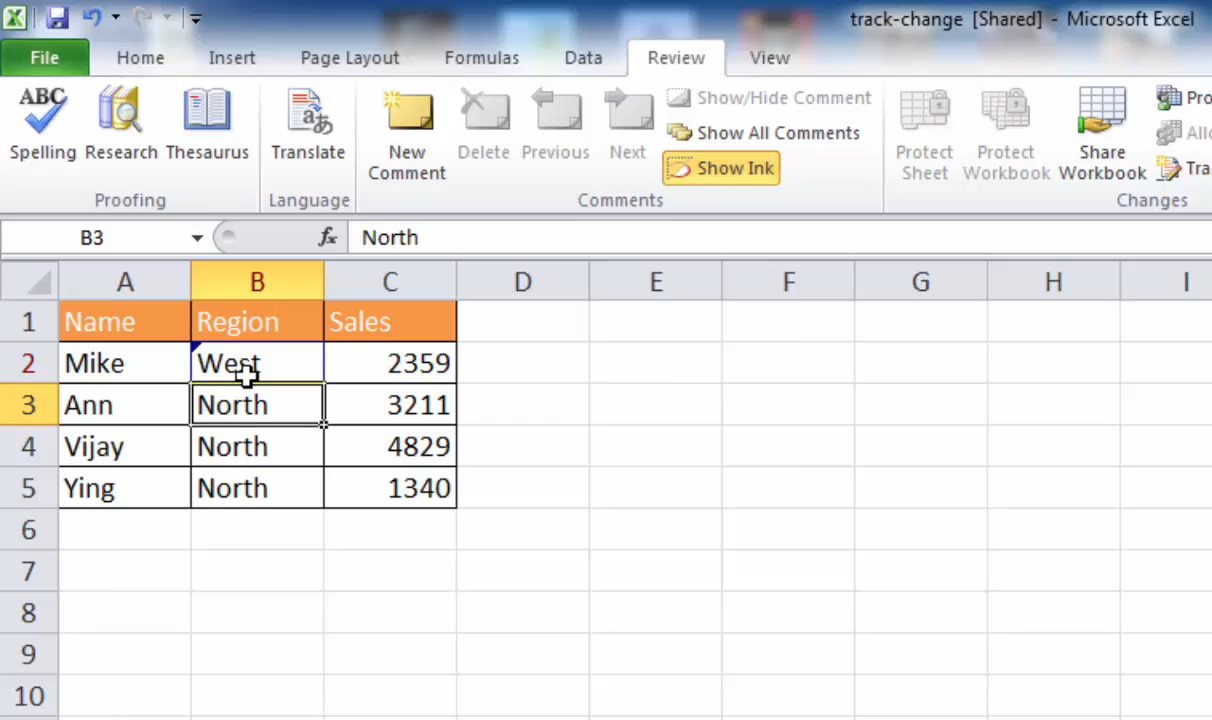 track-change [Shared] - Microsoft Excel
File Home Insert Page Layout Formulas Data Review View
ABC
Spelling Research Thesaurus Translate New Comment Delete Previous Next Show/Hide Comment
Show All Comments
Show Ink
Protect Sheet Protect Workbook Share Workbook Pro
Allo
Tra
Proofing Language Comments Changes
B3 fx North
A B C D E F G H I
1 Name Region Sales
2 Mike West 2359
3 Ann North 3211
4 Vijay North 4829
5 Ying North 1340
6
7
8
9
10